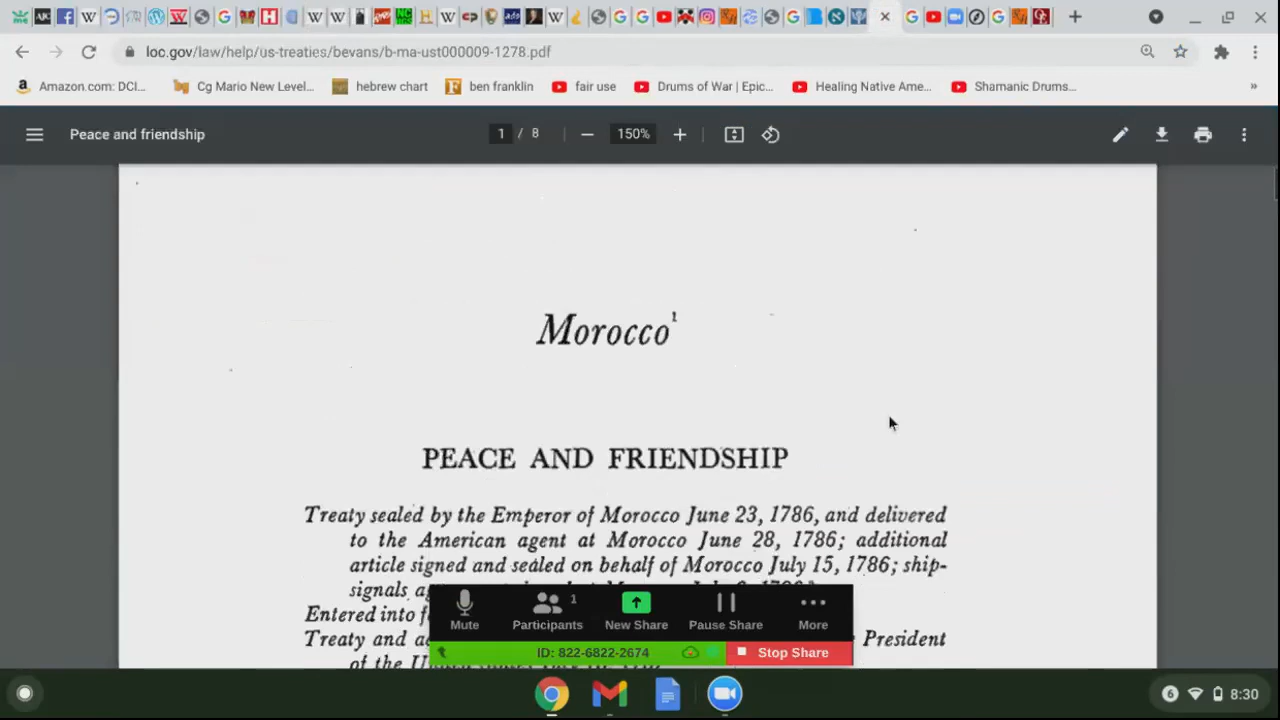 loc.gov/law/help/us-treaties/bevans/b-ma-ust000009-1278.pdf
Amazon.com: DCI...
Cg Mario New Level...
hebrew chart
ben franklin
fair use
Drums of War | Epic...
Healing Native Ame...
Shamanic Drums...
»
Peace and friendship
1 / 8
150%
Morocco1
PEACE AND FRIENDSHIP
Treaty sealed by the Emperor of Morocco June 23, 1786, and delivered
to the American agent at Morocco June 28, 1786; additional
article signed and sealed on behalf of Morocco July 15, 1786; ship-
signals
Entered into
Treaty and President
of the
Mute
Participants
1
New Share
Pause Share
More
ID: 822-6822-2674
Stop Share
6
8:30